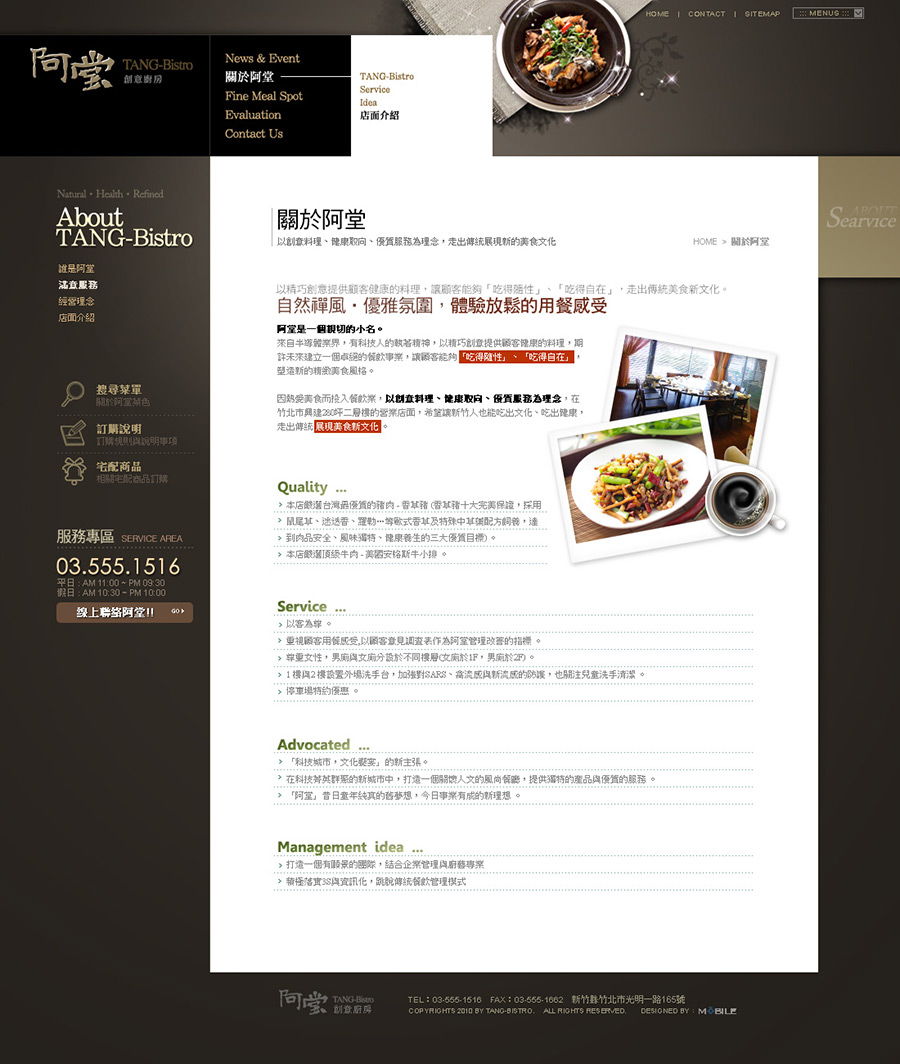 HOME | CONTACT | SITEMAP
::: MENUS :::
阿堂 TANG-Bistro
創意廚房
News & Event
關於阿堂
Fine Meal Spot
Evaluation
Contact Us
TANG-Bistro
Service
Idea
店面介紹
Natural・Health・Refined
About
TANG-Bistro
誰是阿堂
滿意服務
經營理念
店面介紹
搜尋菜單
關於阿堂菜色
訂購說明
訂購規則與說明事項
宅配商品
相關宅配商品訂購
服務專區 SERVICE AREA
03.555.1516
平日 : AM 11:00 ~ PM 09:30
假日 : AM 10:30 ~ PM 10:00
線上聯絡阿堂!! GO
ABOUT
Searvice
關於阿堂
以創意料理、健康取向、優質服務為理念，走出傳統展現新的美食文化
HOME » 關於阿堂
以精巧創意提供顧客健康的料理，讓顧客能夠「吃得隨性」、「吃得自在」，走出傳統美食新文化。
自然禪風・優雅氛圍，體驗放鬆的用餐感受
阿堂是一個親切的小名。
來自半導體業界，有科技人的執著精神，以精巧創意提供顧客健康的料理，期
許未來建立一個卓越的餐飲事業，讓顧客能夠「吃得隨性」、「吃得自在」，
塑造新的精緻美食風格。
因熱愛美食而投入餐飲業，以創意料理、健康取向、優質服務為理念，在
竹北市興建280坪二層樓的營業店面，希望讓新竹人也能吃出文化、吃出健康，
走出傳統展現美食新文化。
Quality ...
本店嚴選台灣最優質的豬肉 - 香草豬 (香草豬十大完美保證，採用
鼠尾草、迷迭香、羅勒…等歐式香草及特殊中草藥配方飼養，達
到肉品安全、風味獨特、健康養生的三大優質目標) 。
本店嚴選頂級牛肉 - 美國安格斯牛小排 。
Service ...
以客為尊 。
重視顧客用餐感受,以顧客意見調查表作為阿堂管理改善的指標 。
尊重女性，男廁與女廁分設於不同樓層(女廁於1F，男廁於2F) 。
1 樓與2 樓設置外場洗手台，加強對SARS、禽流感與新流感的防護，也關注兒童洗手清潔 。
停車場特約優惠 。
Advocated ...
「科技城市，文化饗宴」的新主張。
在科技菁英群聚的新城市中，打造一個關懷人文的風尚餐廳，提供獨特的產品與優質的服務 。
「阿堂」昔日童年純真的舊夢想，今日事業有成的新理想 。
Management idea ...
打造一個有願景的團隊，結合企業管理與廚藝專業
積極落實3S與資訊化，跳脫傳統餐飲管理模式
阿堂 TANG-Bistro
創意廚房
TEL：03-555-1516 FAX：03-555-1662 新竹縣竹北市光明一路165號
COPYRIGHTS 2010 BY TANG-BISTRO. ALL RIGHTS RESERVED. DESIGNED BY : MOBILE